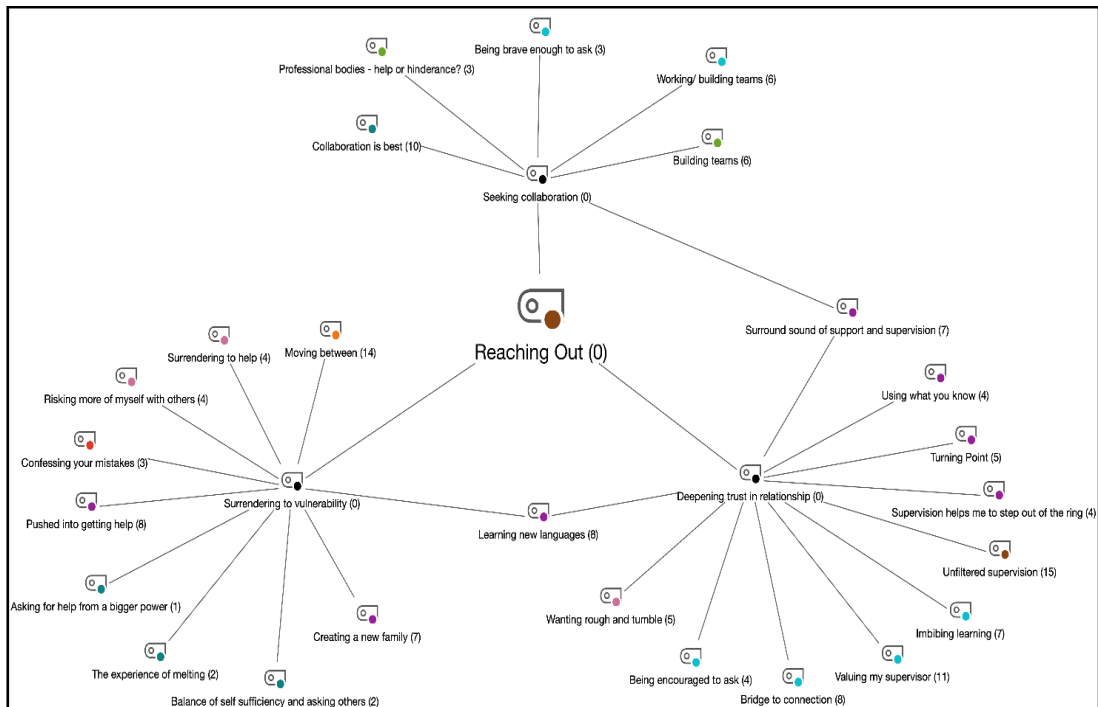 Being brave enough to ask (3)
Professional bodies - help or hinderance? (3)
Working/ building teams (6)
Collaboration is best (10)
Building teams (6)
Seeking collaboration (0)
Surround sound of support and supervision (7)
Reaching Out (0)
Moving between (14)
Surrendering to help (4)
Risking more of myself with others (4)
Using what you know (4)
Turning Point (5)
Confessing your mistakes (3)
Surrendering to vulnerability (0)
Deepening trust in relationship (0)
Supervision helps me to step out of the ring (4)
Pushed into getting help (8)
Learning new languages (8)
Unfiltered supervision (15)
Asking for help from a bigger power (1)
Creating a new family (7)
Wanting rough and tumble (5)
Imbibing learning (7)
The experience of melting (2)
Being encouraged to ask (4)
Valuing my supervisor (11)
Balance of self sufficiency and asking others (2)
Bridge to connection (8)